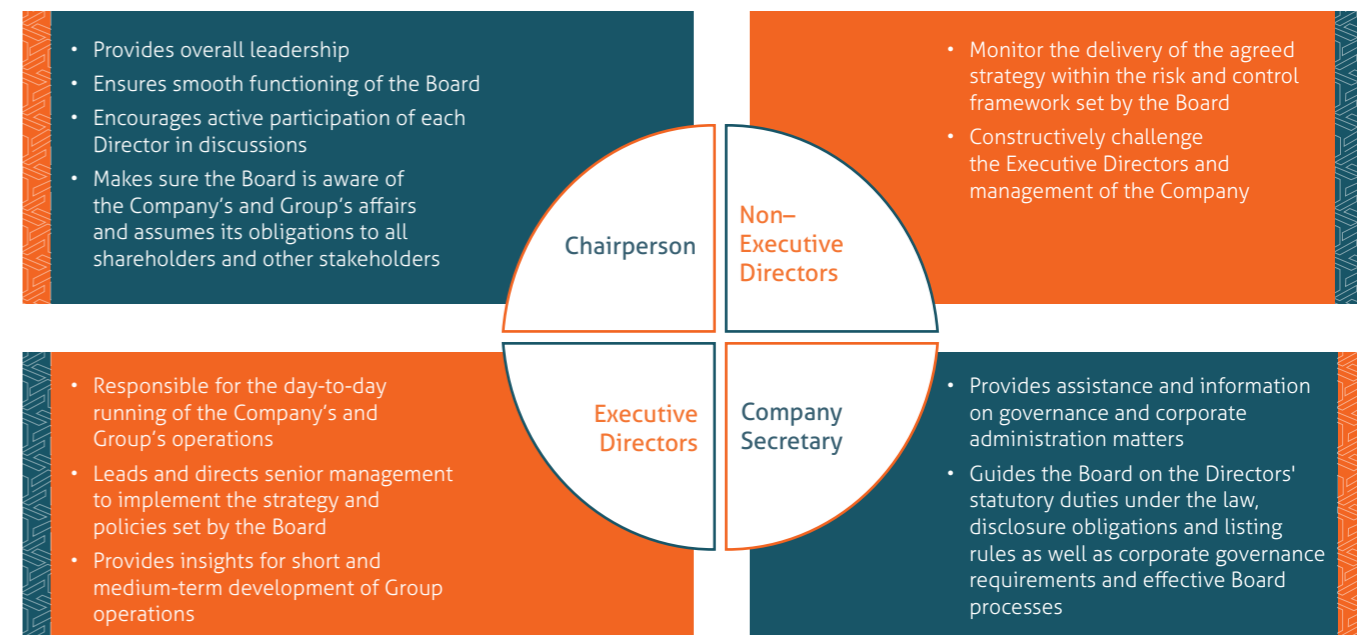 • Provides overall leadership
• Ensures smooth functioning of the Board
• Encourages active participation of each
Director in discussions
• Makes sure the Board is aware of
the Company's and Group's affairs
and assumes its obligations to all
shareholders and other stakeholders
Chairperson
Non–
Executive
Directors
• Monitor the delivery of the agreed
strategy within the risk and control
framework set by the Board
• Constructively challenge
the Executive Directors and
management of the Company
• Responsible for the day-to-day
running of the Company's and
Group's operations
• Leads and directs senior management
to implement the strategy and
policies set by the Board
• Provides insights for short and
medium-term development of Group
operations
Executive
Directors
Company
Secretary
• Provides assistance and information
on governance and corporate
administration matters
• Guides the Board on the Directors'
statutory duties under the law,
disclosure obligations and listing
rules as well as corporate governance
requirements and effective Board
processes